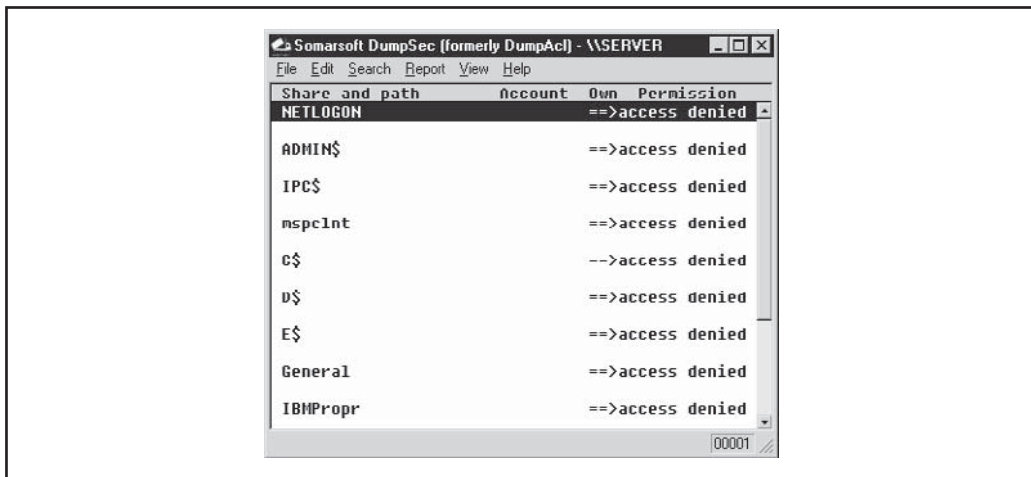 Somarsoft DumpSec (formerly DumpAcl) - \\SERVER
File Edit Search Report View Help
Share and path Account Own Permission
NETLOGON ==>access denied
ADMIN$ ==>access denied
IPC$ ==>access denied
mspclnt ==>access denied
C$ ==>access denied
D$ ==>access denied
E$ ==>access denied
General ==>access denied
IBMPropr ==>access denied
00001